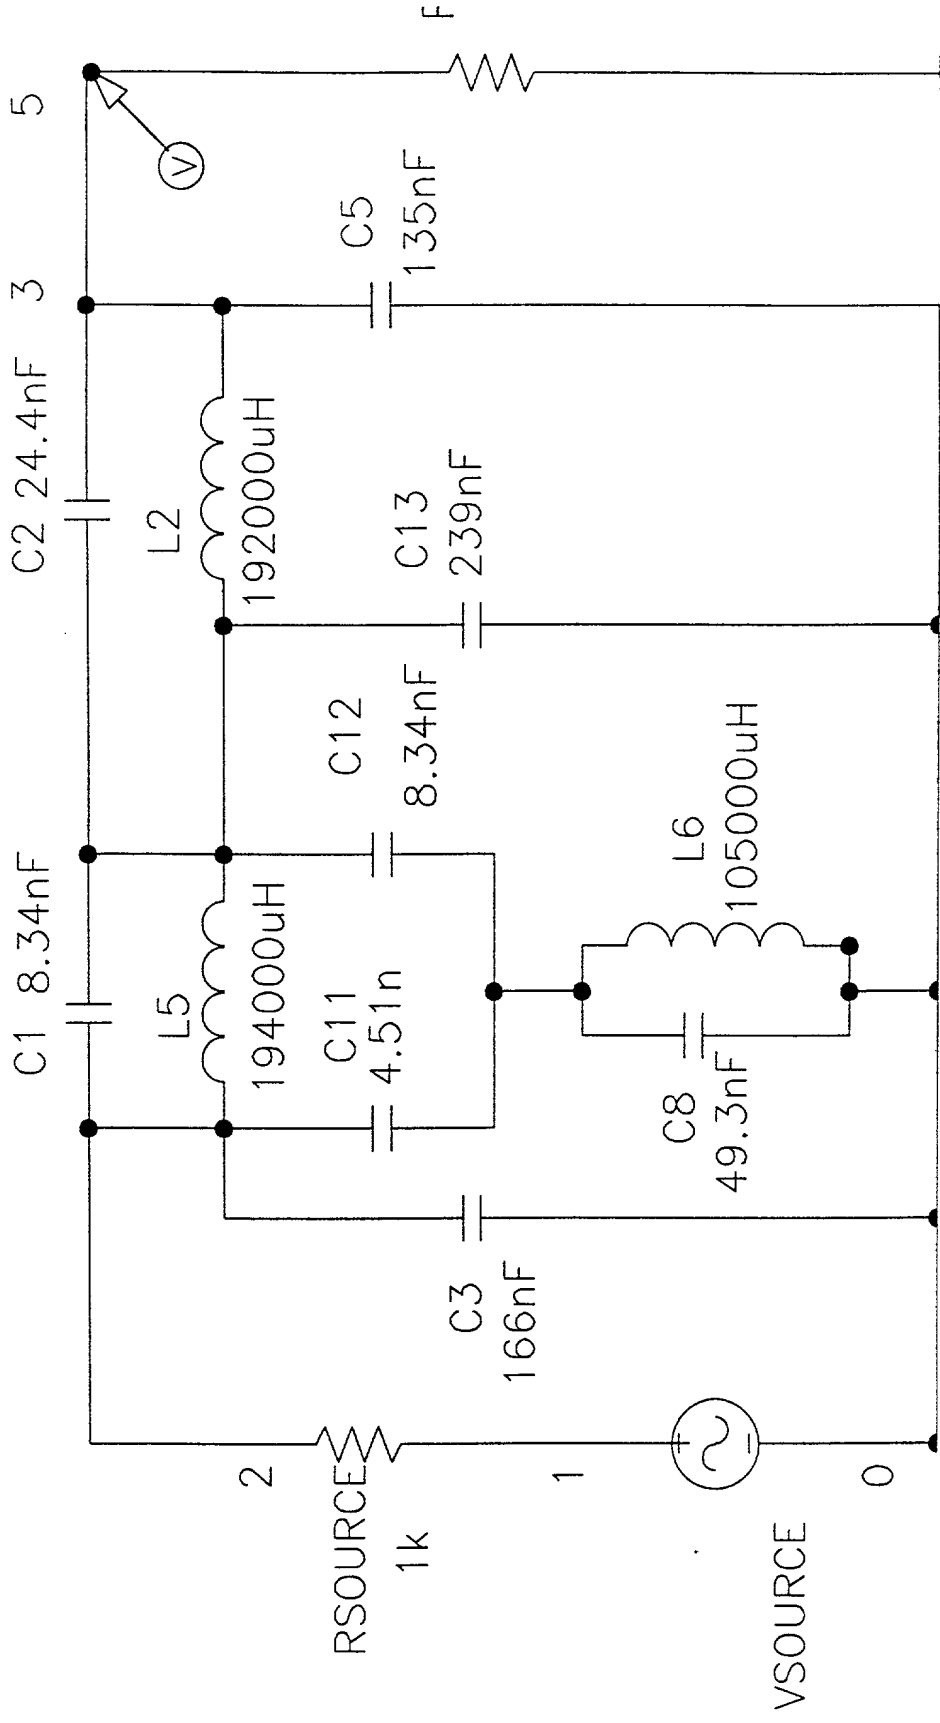 C1 8.34nF
C2 24.4nF
3
5
L5
194000uH
L2
192000uH
V
2
RSOURCE
1k
C11
4.51n
C12
8.34nF
C13
239nF
C5
135nF
C3
166nF
1
C8
49.3nF
L6
105000uH
VSOURCE
0